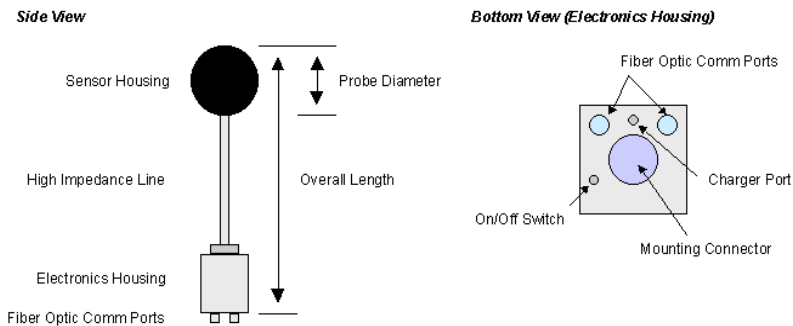 Side View
Sensor Housing
Probe Diameter
High Impedance Line
Overall Length
Electronics Housing
Fiber Optic Comm Ports
Bottom View (Electronics Housing)
Fiber Optic Comm Ports
Charger Port
On/Off Switch
Mounting Connector